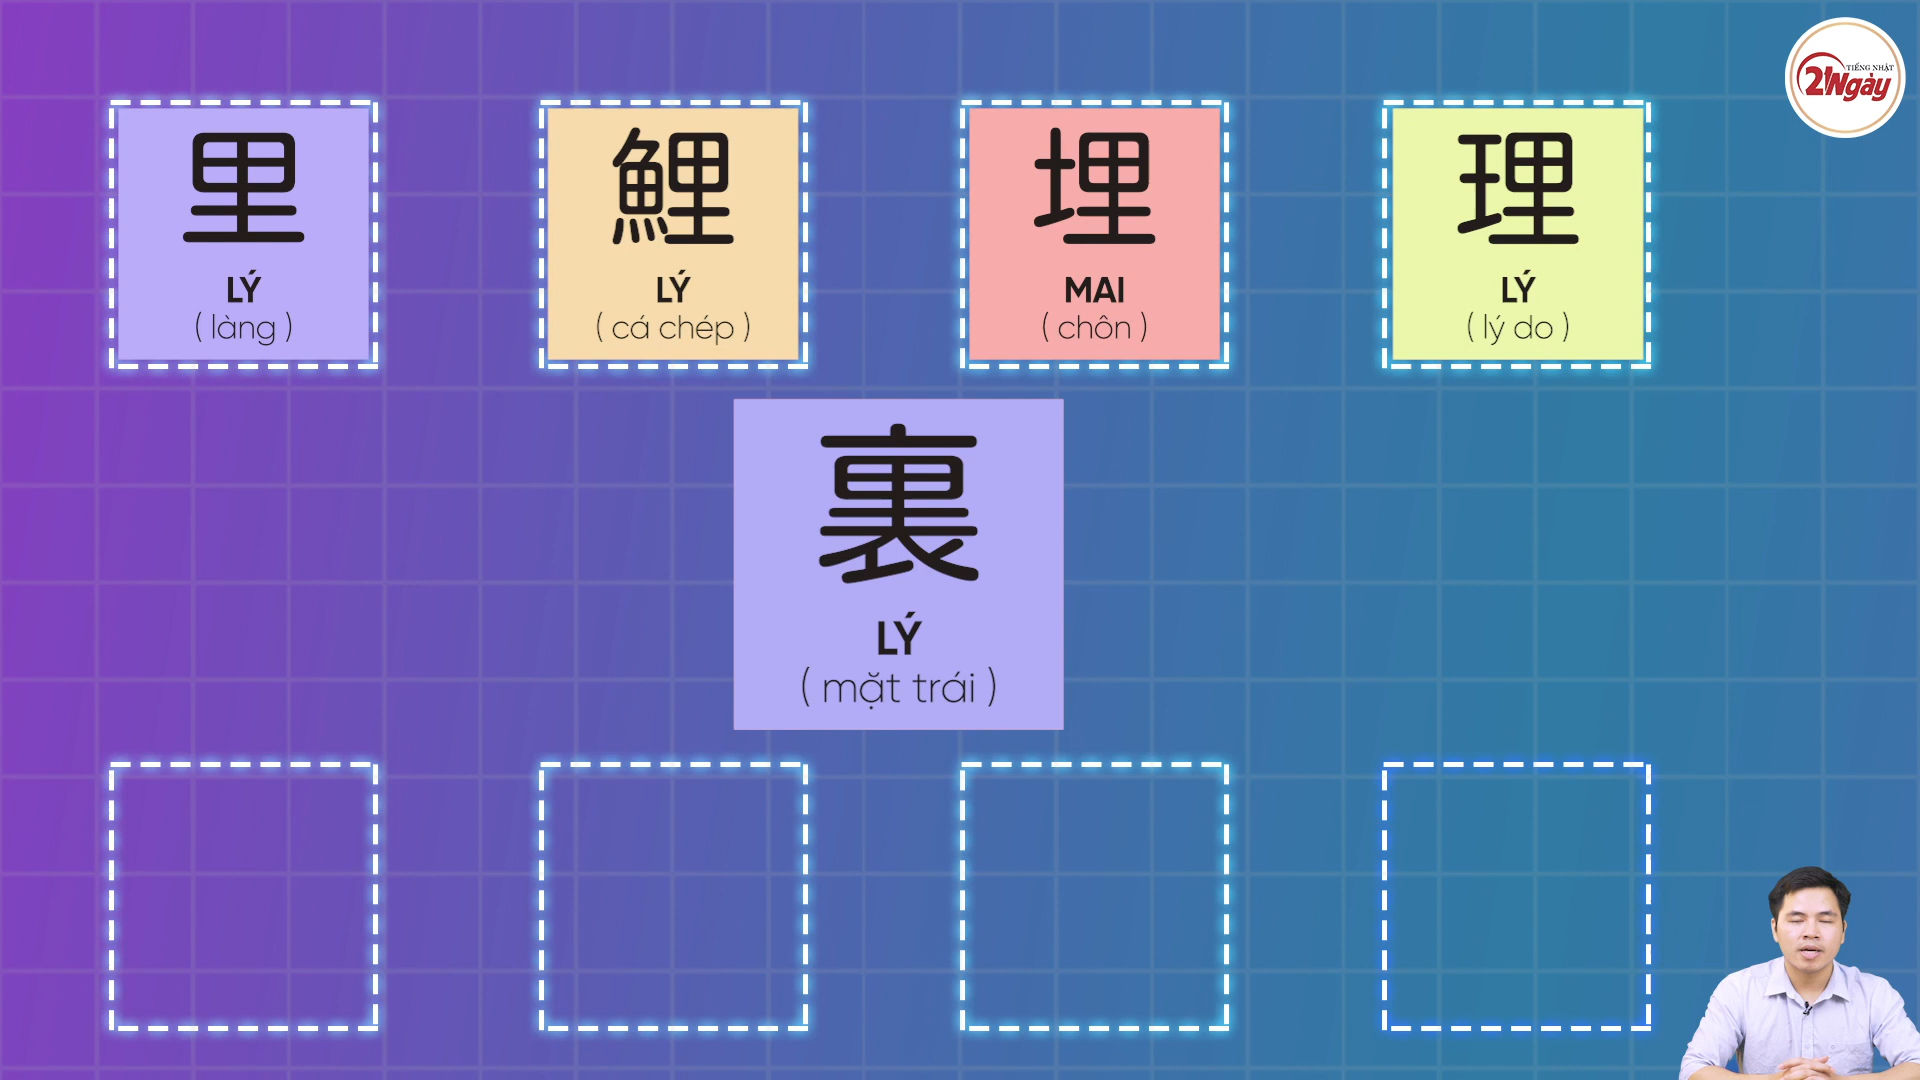 TIẾNG NHẬT
21Ngày
里
LÝ
( làng )
鯉
LÝ
( cá chép )
埋
MAI
( chôn )
理
LÝ
( lý do )
裏
LÝ
( mặt trái )